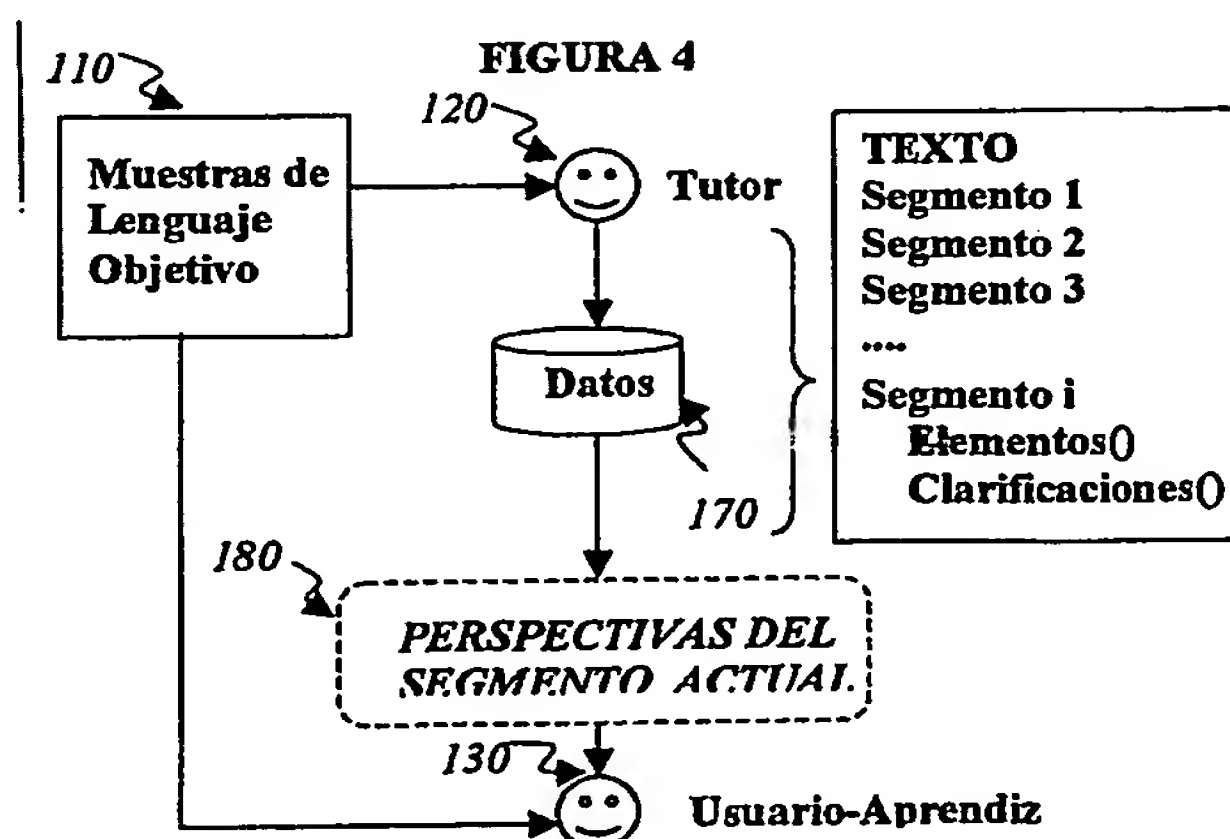 FIGURA 4
110
120
Muestras de
Lenguaje
Objetivo
Tutor
TEXTO
Segmento 1
Segmento 2
Segmento 3
....
Segmento i
Elementos()
Clarificaciones()
Datos
170
180
PERSPECTIVAS DEL
SEGMENTO ACTUAL
130
Usuario-Aprendiz